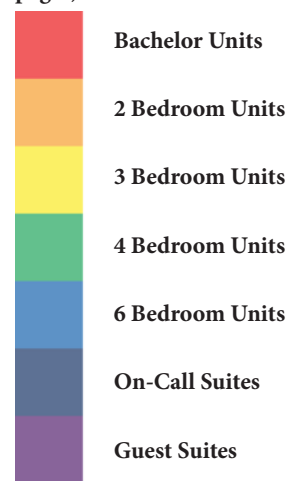 Bachelor Units
2 Bedroom Units
3 Bedroom Units
4 Bedroom Units
6 Bedroom Units
On-Call Suites
Guest Suites